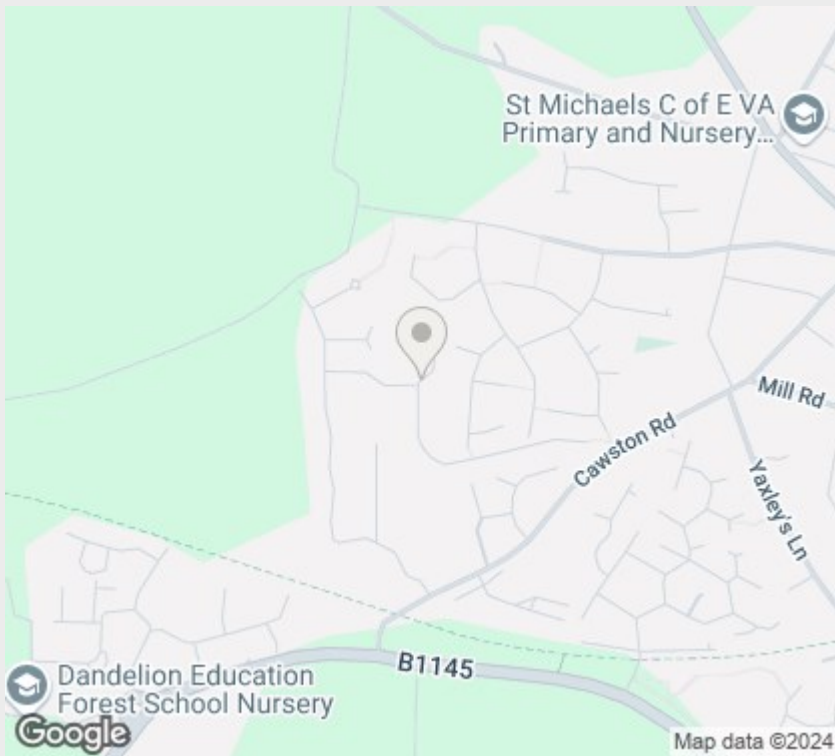 St Michaels C of E VA
Primary and Nursery...
Mill Rd
Cawston Rd
Yaxley's Ln
B1145
Dandelion Education
Forest School Nursery
Google
Map data ©2024